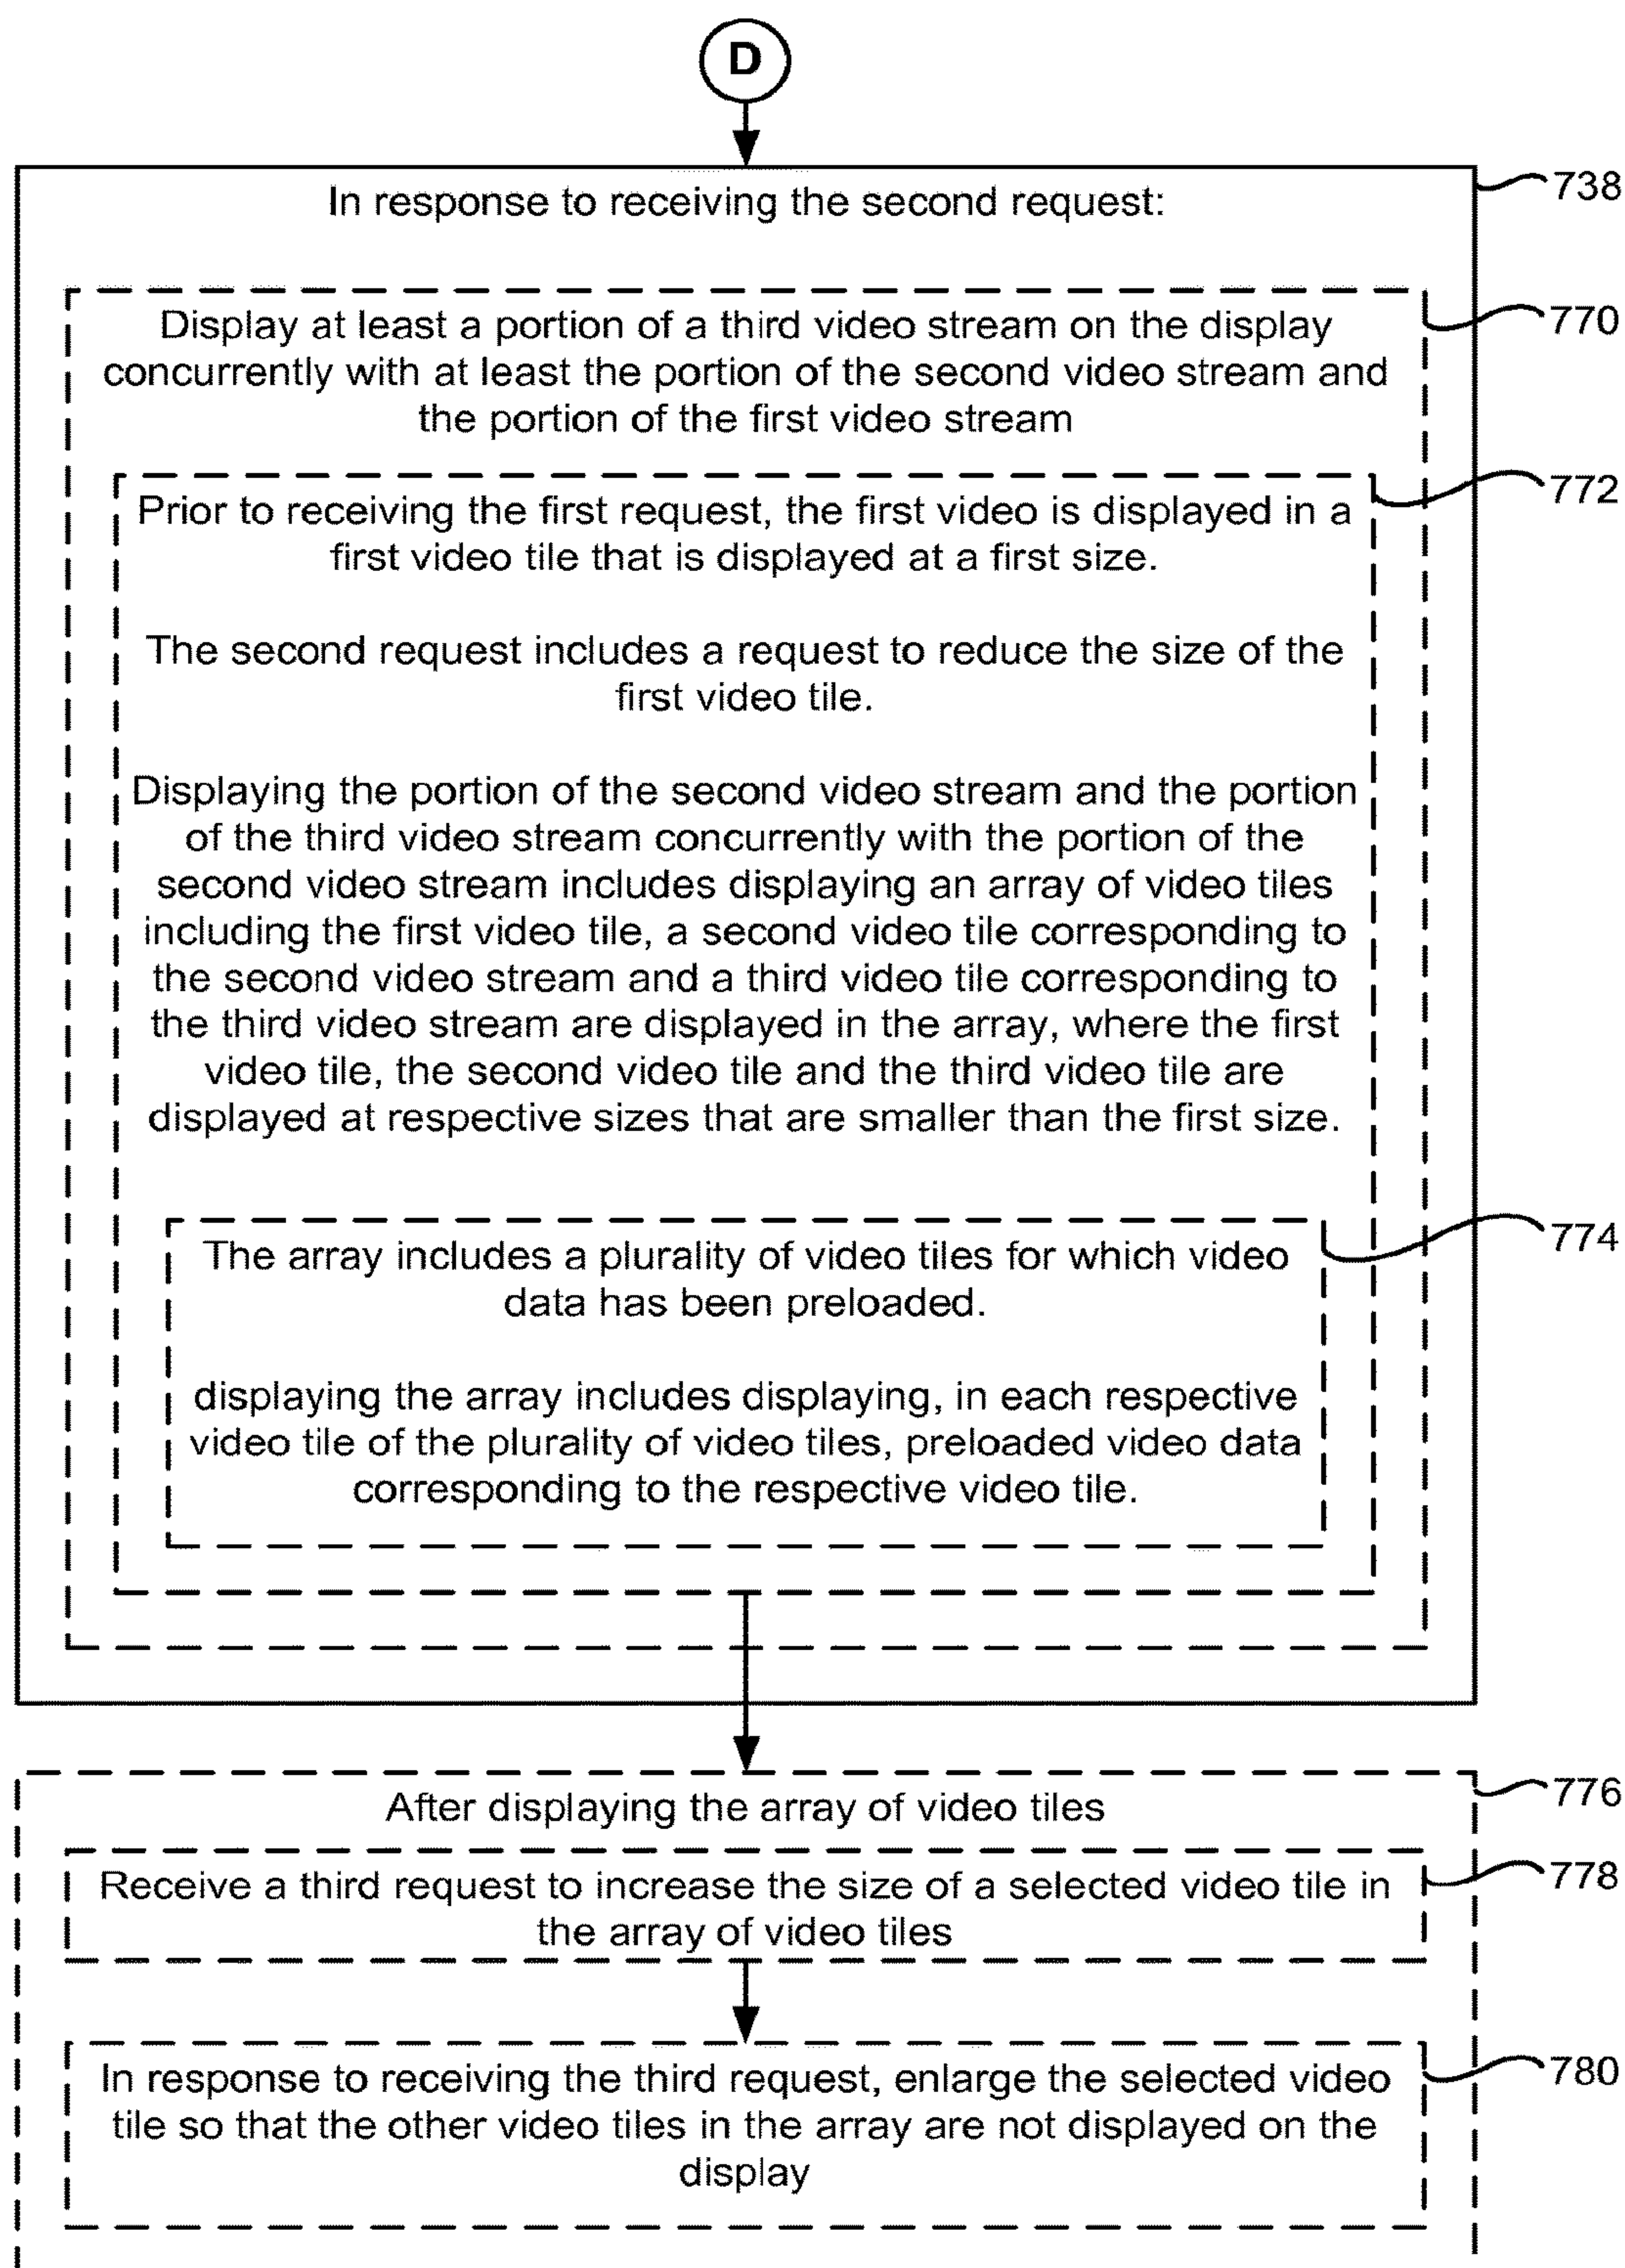 D
In response to receiving the second request:
738
Display at least a portion of a third video stream on the display
770
concurrently with at least the portion of the second video stream and
the portion of the first video stream
Prior to receiving the first request, the first video is displayed in a
772
first video tile that is displayed at a first size.
The second request includes a request to reduce the size of the
first video tile.
Displaying the portion of the second video stream and the portion
of the third video stream concurrently with the portion of the
second video stream includes displaying an array of video tiles
including the first video tile, a second video tile corresponding to
the second video stream and a third video tile corresponding to
the third video stream are displayed in the array, where the first
video tile, the second video tile and the third video tile are
displayed at respective sizes that are smaller than the first size.
The array includes a plurality of video tiles for which video
774
data has been preloaded.
displaying the array includes displaying, in each respective
video tile of the plurality of video tiles, preloaded video data
corresponding to the respective video tile.
After displaying the array of video tiles
776
Receive a third request to increase the size of a selected video tile in
778
the array of video tiles
In response to receiving the third request, enlarge the selected video
780
tile so that the other video tiles in the array are not displayed on the
display